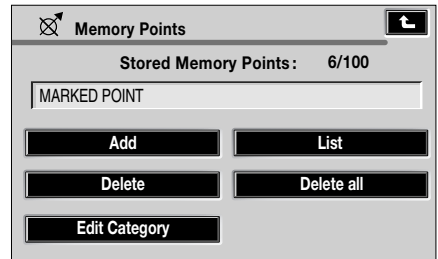 Memory Points
Stored Memory Points: 6/100
MARKED POINT
Add List
Delete Delete all
Edit Category